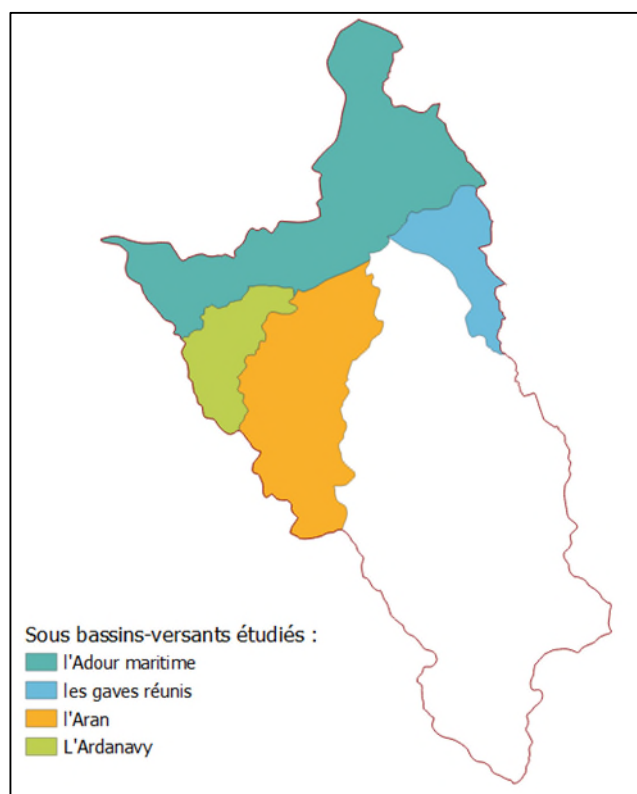 Sous bassins-versants étudiés :
l'Adour maritime
les gaves réunis
l'Aran
L'Ardanavy